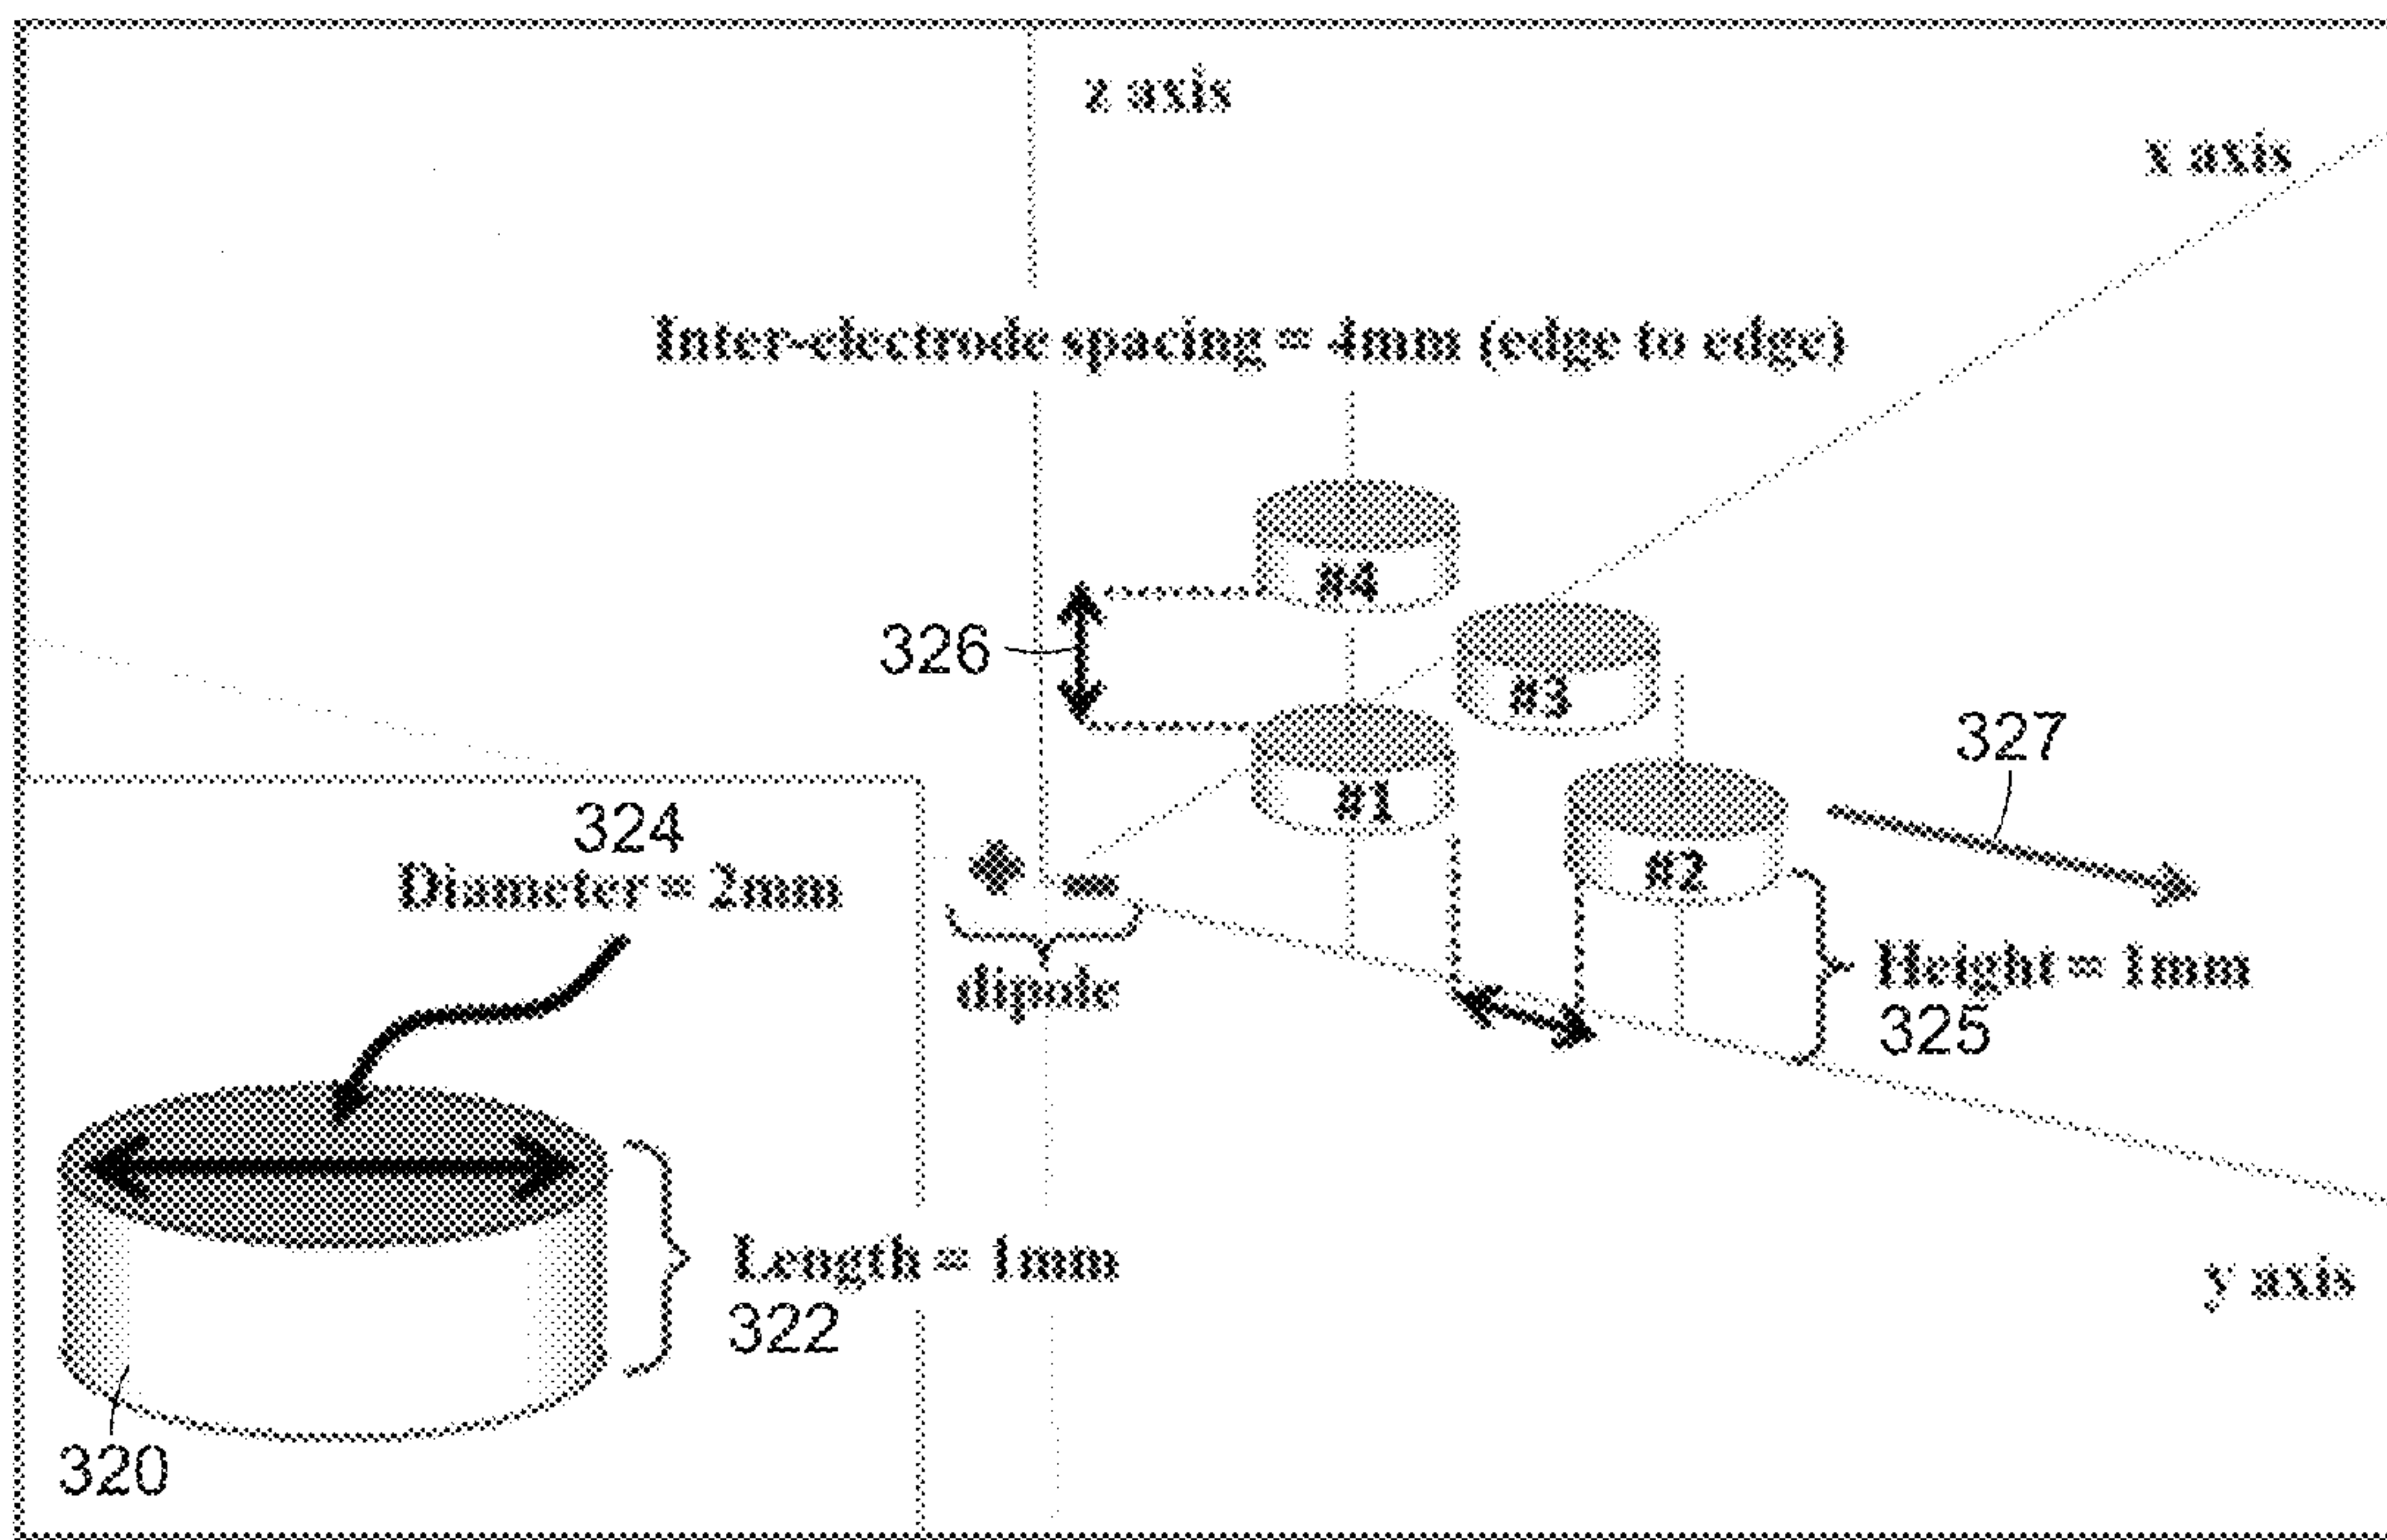 z axis
x axis
Inter-electrode spacing = 4mm (edge to edge)
#4
326
#3
327
#1
324
Diameter = 2mm
#2
Height = 1mm
325
dipole
Length = 1mm
322
y axis
320